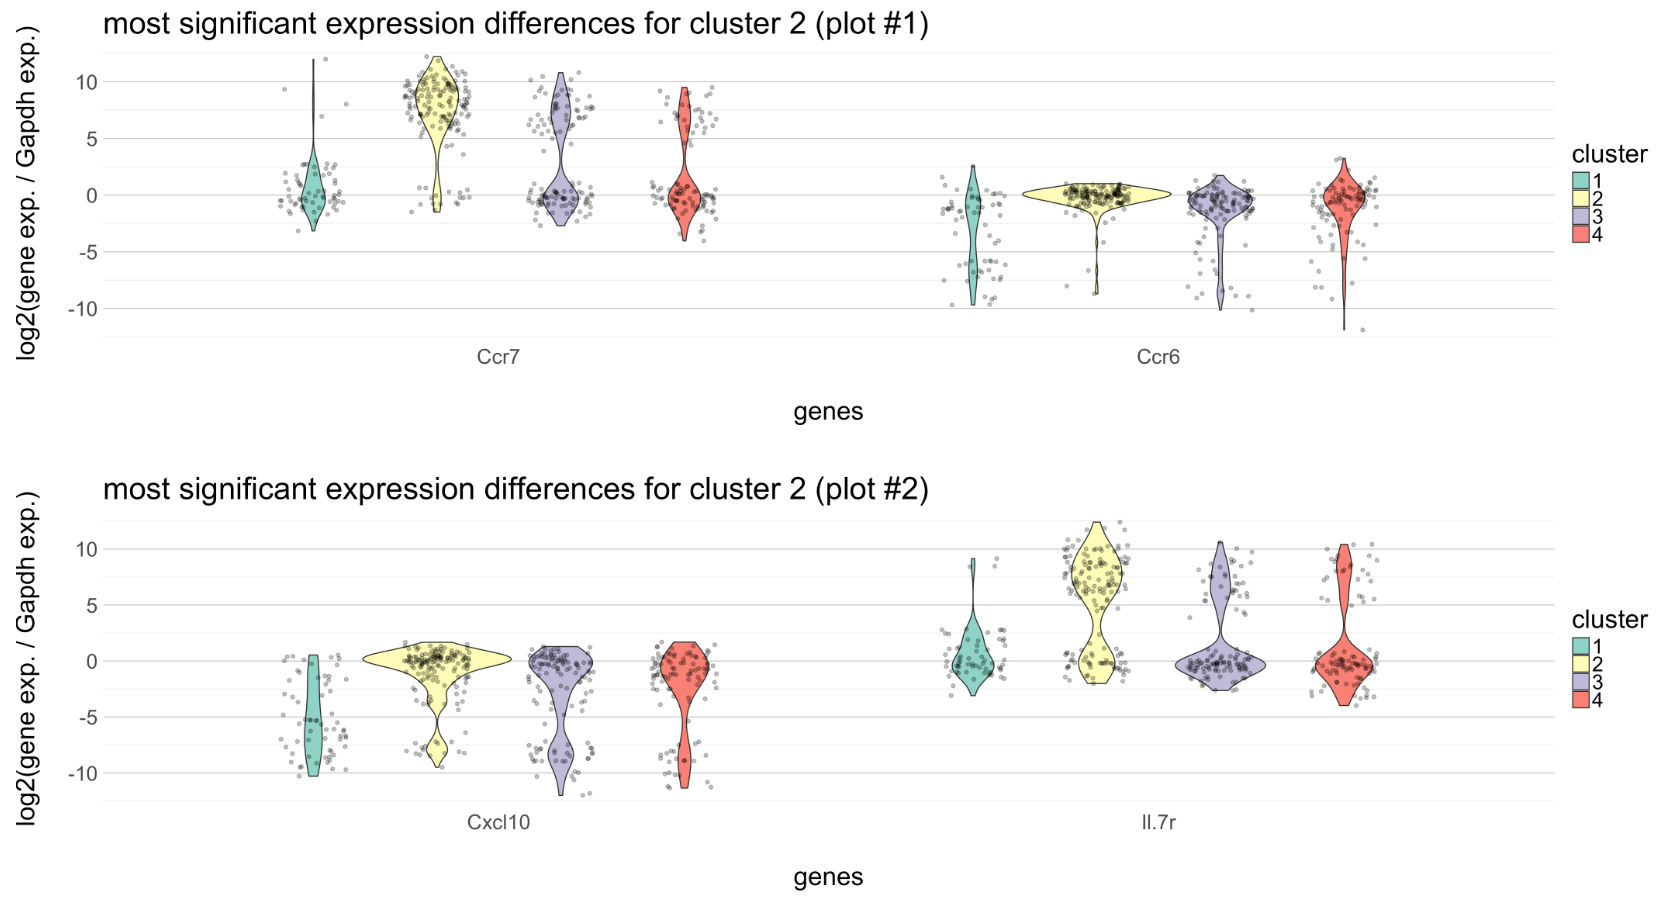 most significant expression differences for cluster 2 (plot #1)
log2(gene exp. / Gapdh exp.)
10
5
0
-5
-10
Ccr7
Ccr6
genes
cluster
1
2
3
4
most significant expression differences for cluster 2 (plot #2)
log2(gene exp. / Gapdh exp.)
10
5
0
-5
-10
Cxcl10
Il.7r
genes
cluster
1
2
3
4